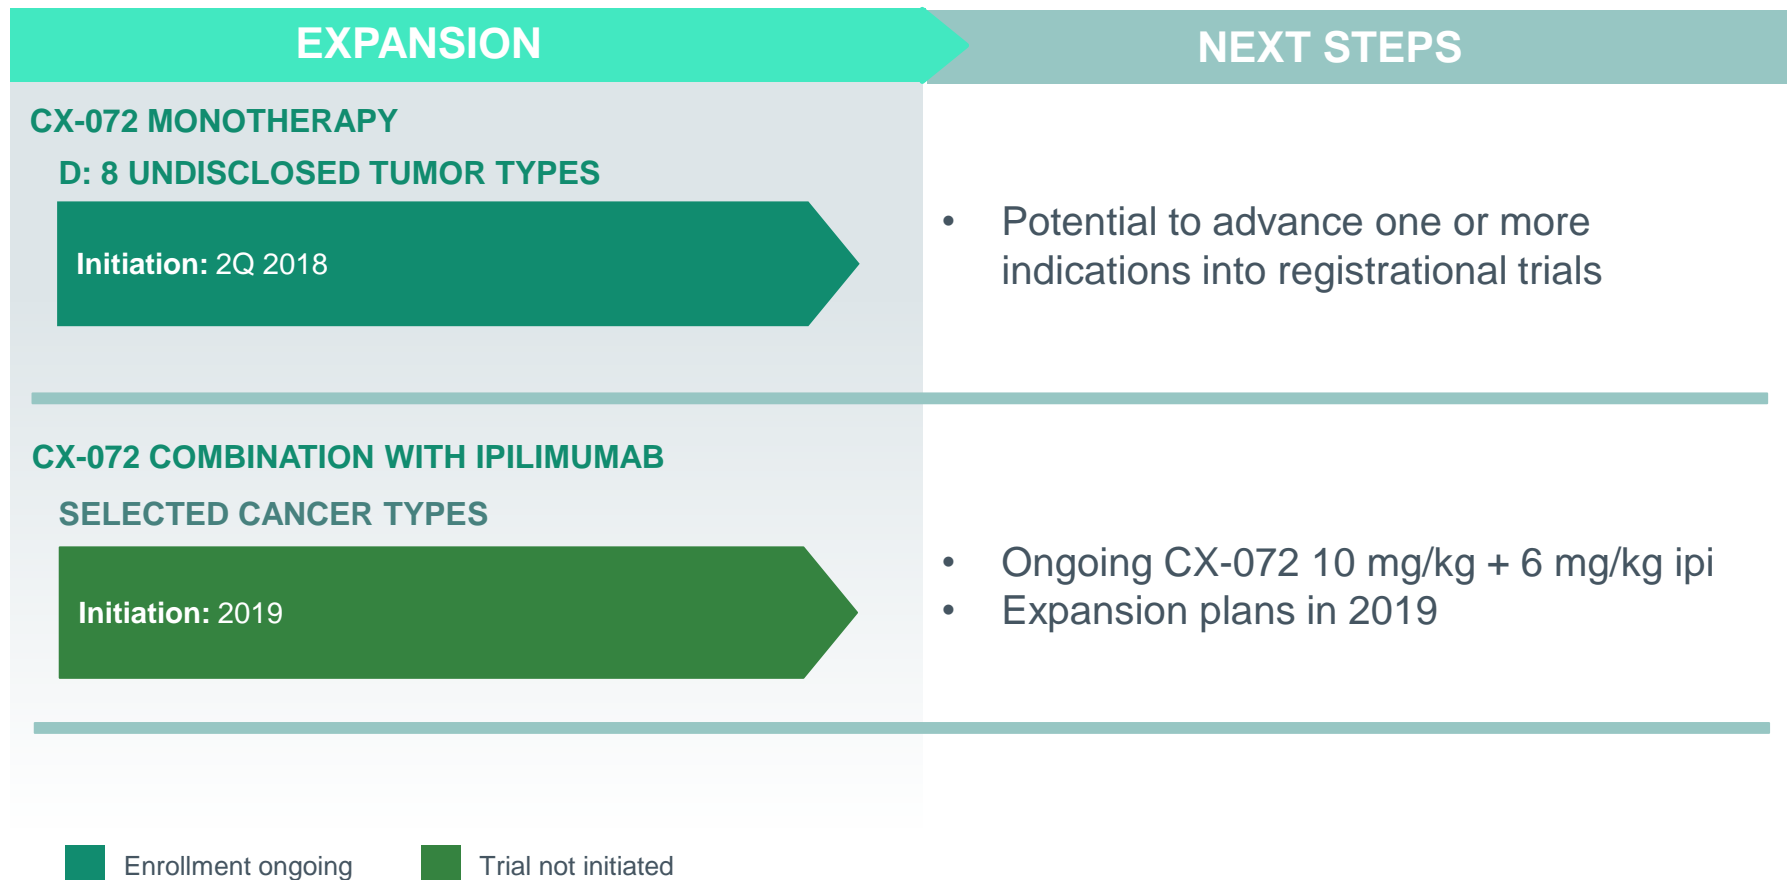 EXPANSION
NEXT STEPS
CX-072 MONOTHERAPY
D: 8 UNDISCLOSED TUMOR TYPES
Initiation: 2Q 2018
• Potential to advance one or more
indications into registrational trials
CX-072 COMBINATION WITH IPILIMUMAB
SELECTED CANCER TYPES
Initiation: 2019
• Ongoing CX-072 10 mg/kg + 6 mg/kg ipi
• Expansion plans in 2019
Enrollment ongoing
Trial not initiated